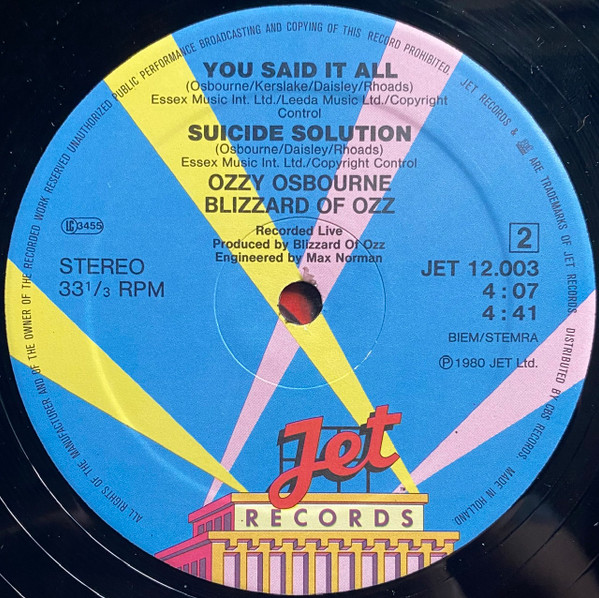 ALL RIGHTS OF THE MANUFACTURER AND OF THE OWNER OF THE RECORDED WORK RESERVED UNAUTHORIZED PUBLIC PERFORMANCE BROADCASTING AND COPYING OF THIS RECORD PROHIBITED.
JET RECORDS & ARE TRADEMARKS OF JET RECORDS. DISTRIBUTED BY CBS RECORDS. MADE IN HOLLAND.
YOU SAID IT ALL
(Osbourne/Kerslake/Daisley/Rhoads)
Essex Music Int. Ltd./Leeda Music Ltd./Copyright
Control
SUICIDE SOLUTION
(Osbourne/Daisley/Rhoads)
Essex Music Int. Ltd./Copyright Control
OZZY OSBOURNE
BLIZZARD OF OZZ
Recorded Live
Produced by Blizzard Of Ozz
Engineered by Max Norman
LC 3455
STEREO
33 1/3 RPM
2
JET 12.003
4:07
4:41
BIEM/STEMRA
Ⓟ 1980 JET Ltd.
Jet
RECORDS